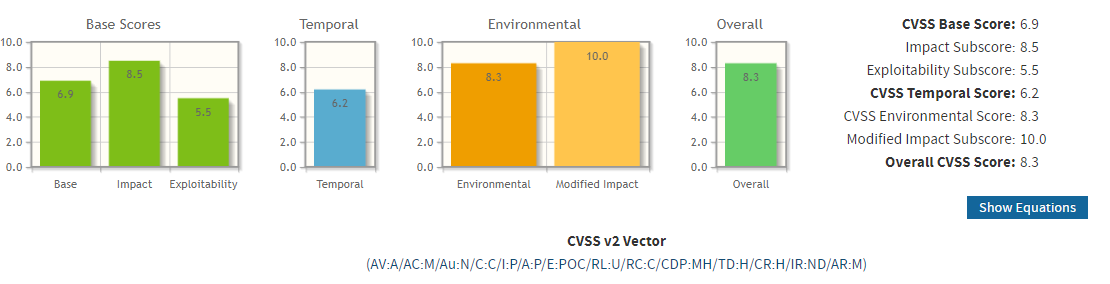 Base Scores
10.0
8.0
6.0
4.0
2.0
0.0
6.9
8.5
5.5
Base Impact Exploitability
Temporal
10.0
8.0
6.0
4.0
2.0
0.0
6.2
Temporal
Environmental
10.0
8.0
6.0
4.0
2.0
0.0
8.3
10.0
Environmental Modified Impact
Overall
10.0
8.0
6.0
4.0
2.0
0.0
8.3
Overall
CVSS Base Score: 6.9
Impact Subscore: 8.5
Exploitability Subscore: 5.5
CVSS Temporal Score: 6.2
CVSS Environmental Score: 8.3
Modified Impact Subscore: 10.0
Overall CVSS Score: 8.3
Show Equations
CVSS v2 Vector
(AV:A/AC:M/Au:N/C:C/I:P/A:P/E:POC/RL:U/RC:C/CDP:MH/TD:H/CR:H/IR:ND/AR:M)